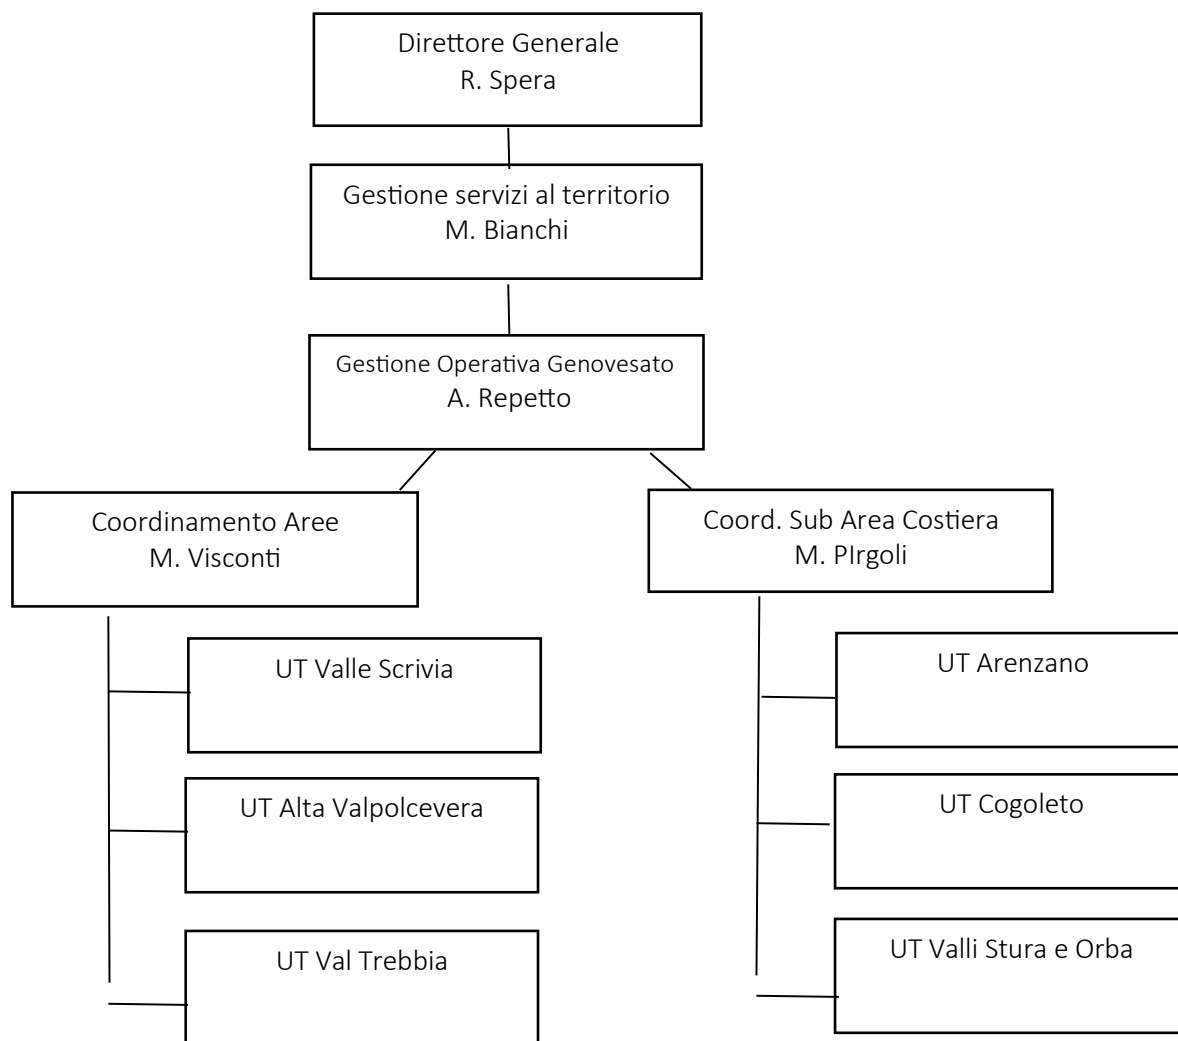 Direttore Generale
R. Spera
Gestione servizi al territorio
M. Bianchi
Gestione Operativa Genovesato
A. Repetto
Coordinamento Aree
M. Visconti
Coord. Sub Area Costiera
M. PIrgoli
UT Valle Scrivia
UT Alta Valpolcevera
UT Val Trebbia
UT Arenzano
UT Cogoleto
UT Valli Stura e Orba